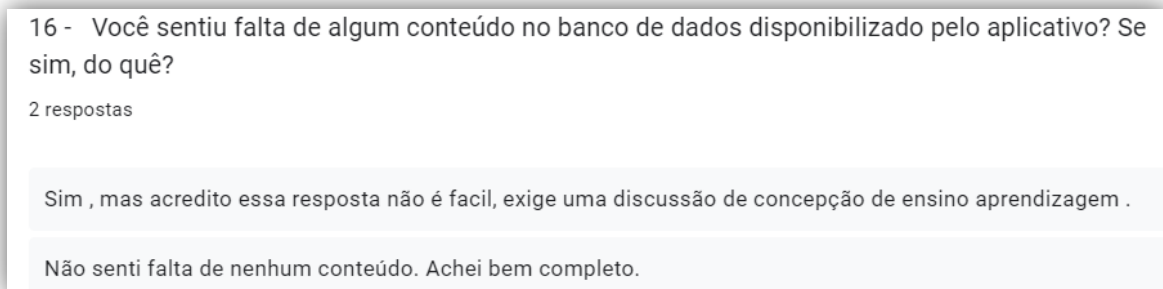 16 - Você sentiu falta de algum conteúdo no banco de dados disponibilizado pelo aplicativo? Se
sim, do quê?
2 respostas
Sim , mas acredito essa resposta não é facil, exige uma discussão de concepção de ensino aprendizagem .
Não senti falta de nenhum conteúdo. Achei bem completo.